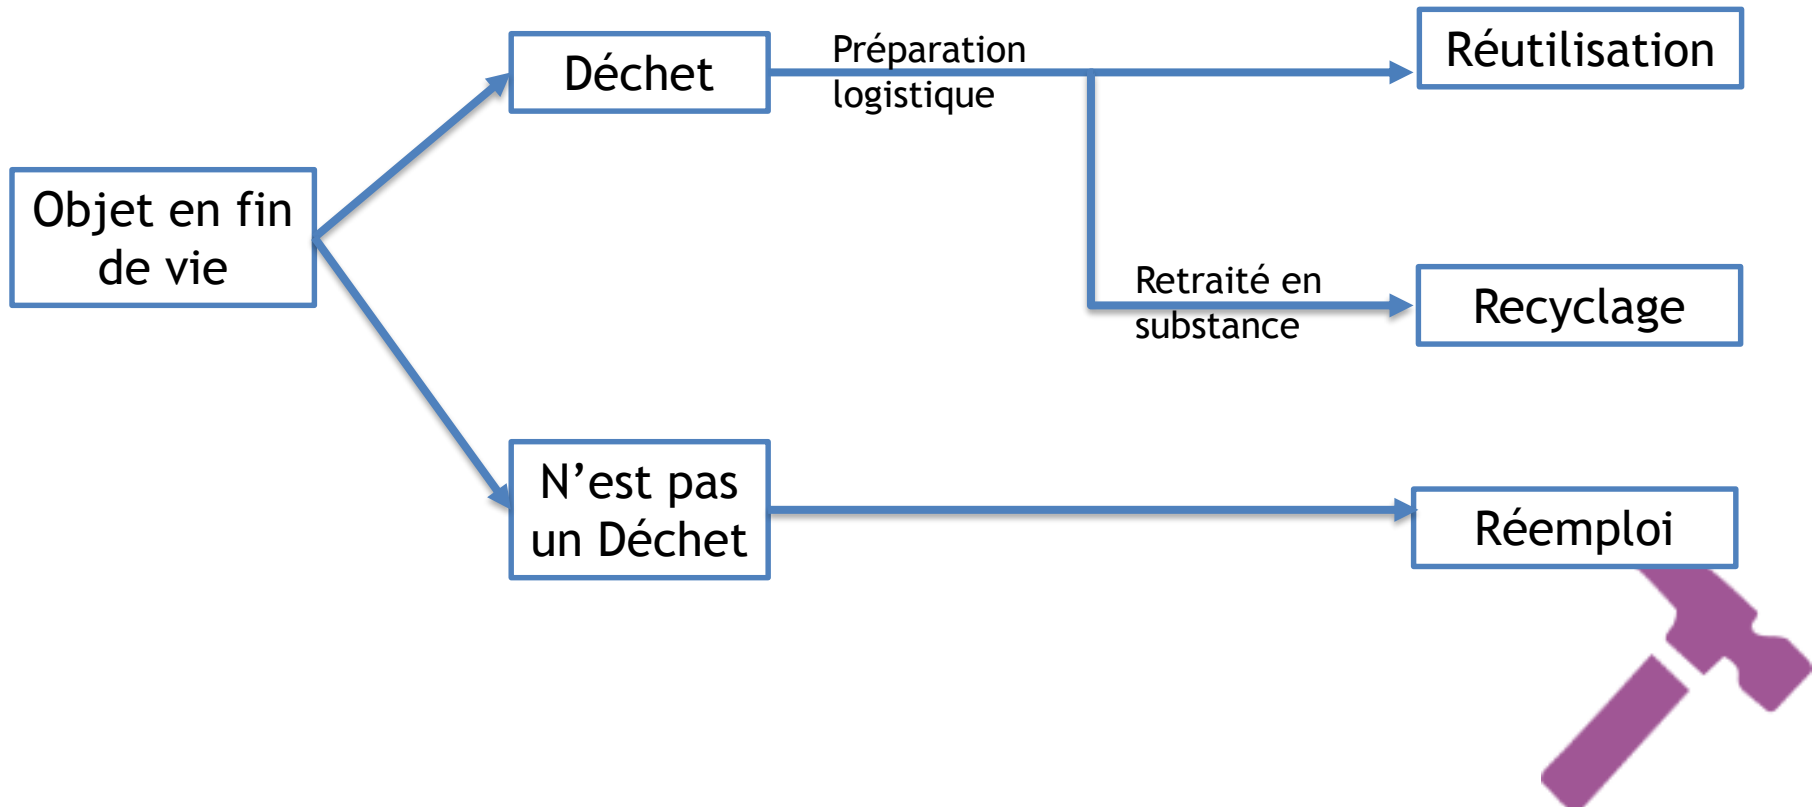 Objet en fin
de vie
Déchet
Préparation
logistique
Réutilisation
Retraité en
substance
Recyclage
N’est pas
un Déchet
Réemploi